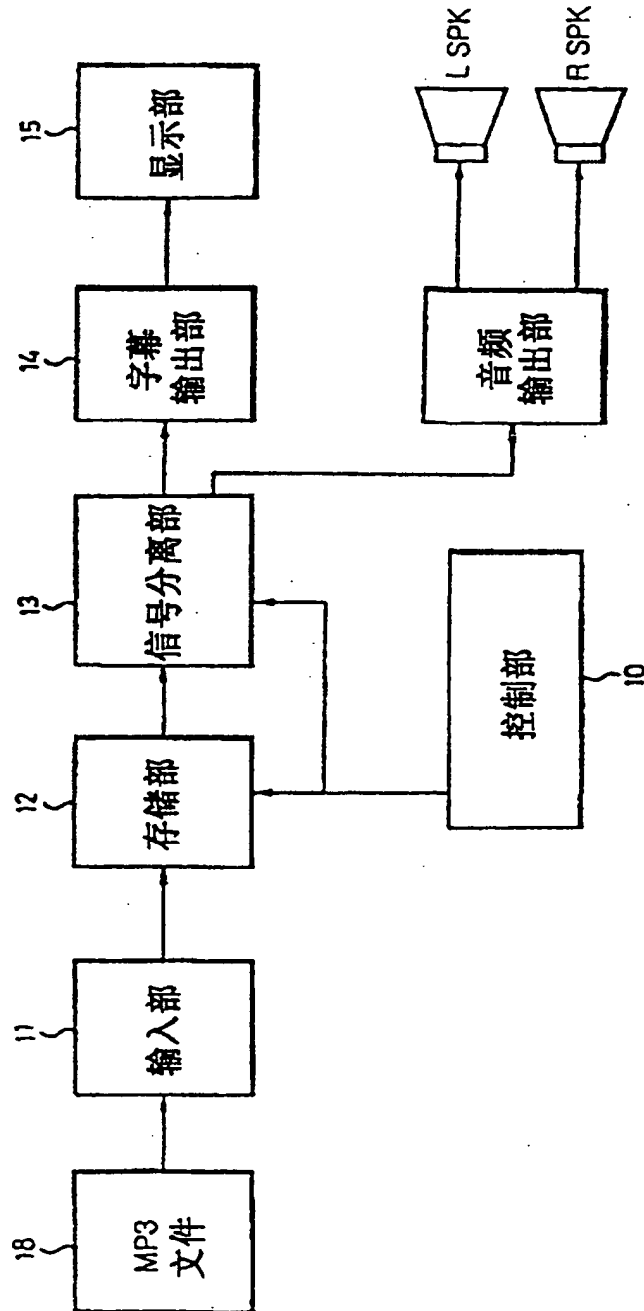 18
MP3
文件
11
输入部
12
存储部
13
信号分离部
14
字幕
输出部
15
显示部
10
控制部
音频
输出部
L SPK
R SPK